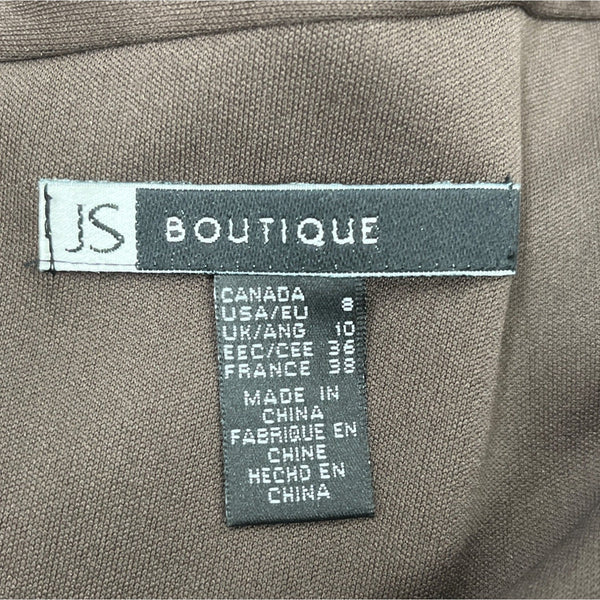 JS BOUTIQUE
CANADA
USA/EU 8
UK/ANG 10
EEC/CEE 36
FRANCE 38
MADE IN
CHINA
FABRIQUE EN
CHINE
HECHO EN
CHINA